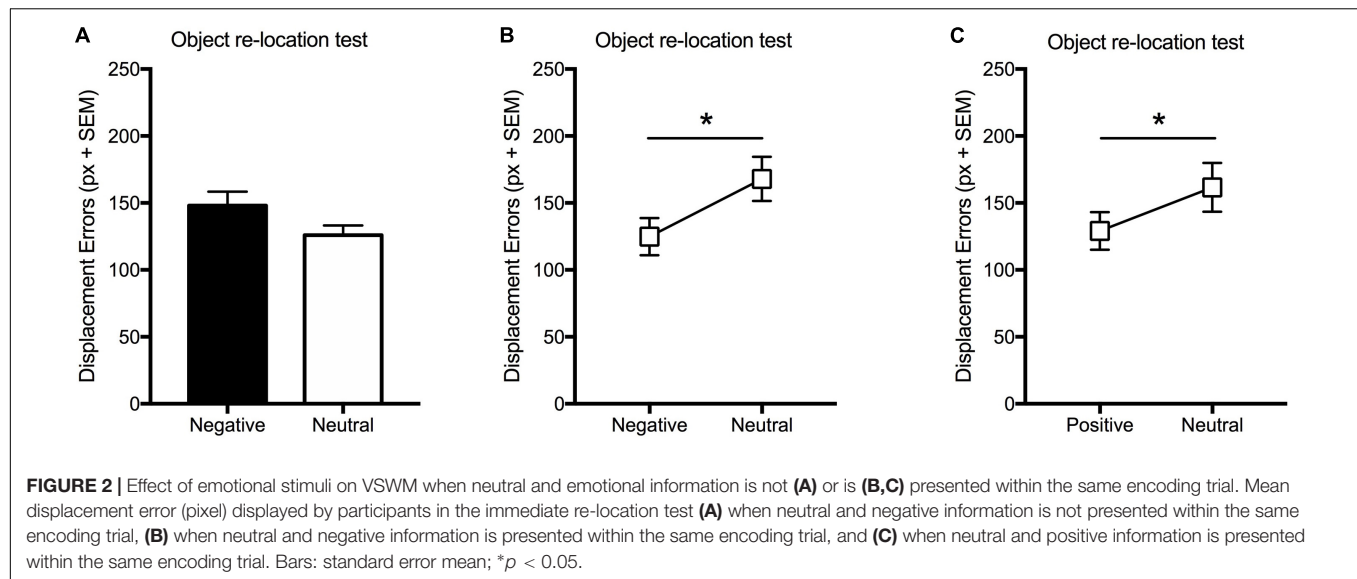 A
Object re-location test
Displacement Errors (px + SEM)
250
200
150
100
50
0
Negative
Neutral
B
Object re-location test
Displacement Errors (px + SEM)
250
200
150
100
50
0
*
Negative
Neutral
C
Object re-location test
Displacement Errors (px + SEM)
250
200
150
100
50
0
*
Positive
Neutral
FIGURE 2 | Effect of emotional stimuli on VSWM when neutral and emotional information is not (A) or is (B,C) presented within the same encoding trial. Mean
displacement error (pixel) displayed by participants in the immediate re-location test (A) when neutral and negative information is not presented within the same
encoding trial, (B) when neutral and negative information is presented within the same encoding trial, and (C) when neutral and positive information is presented
within the same encoding trial. Bars: standard error mean; *p < 0.05.